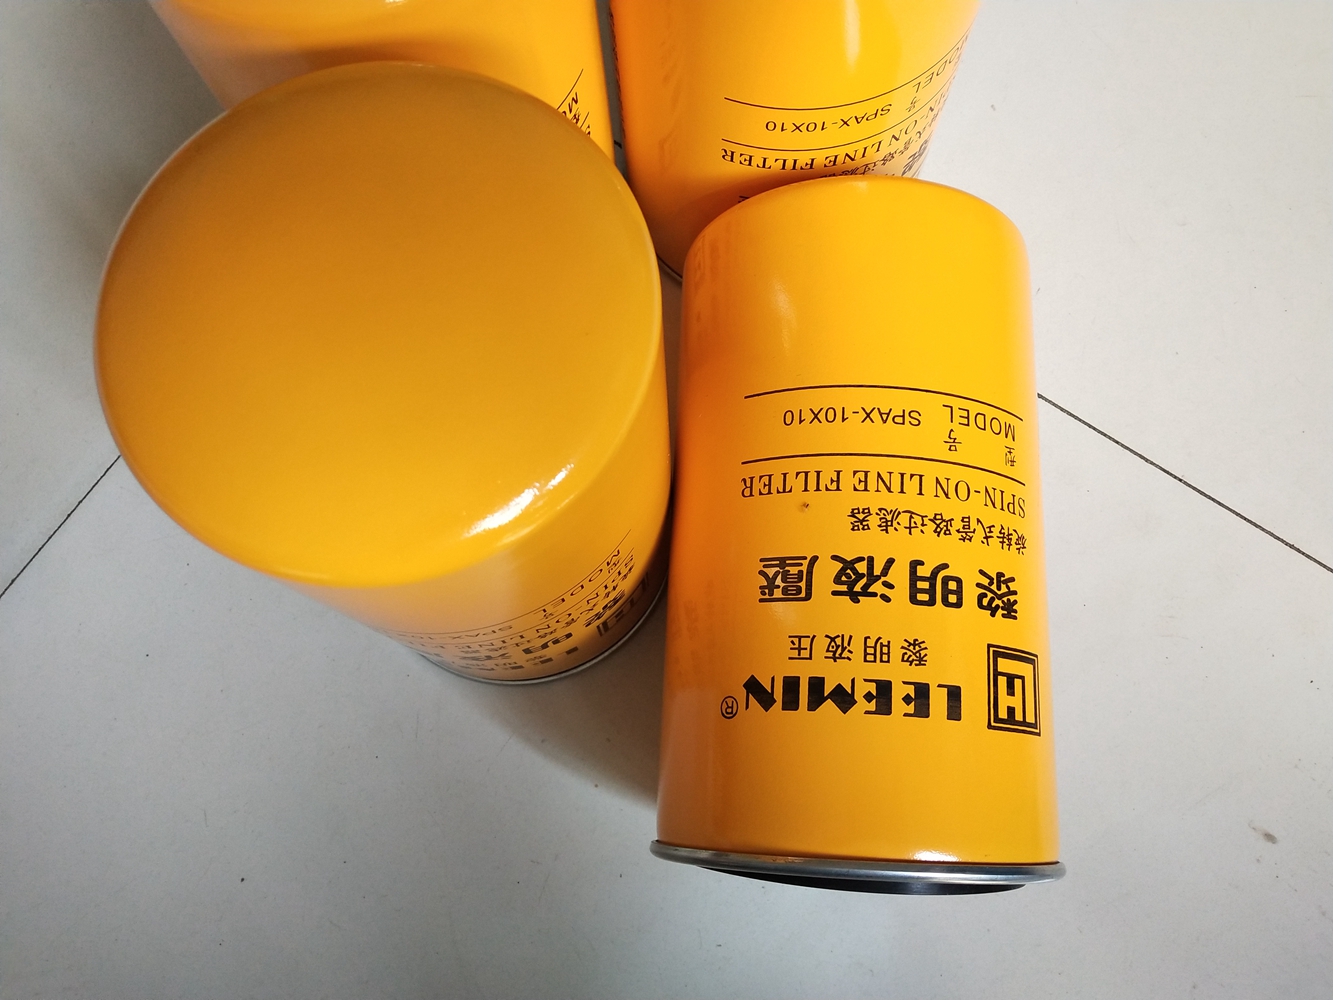 LH LEEMIN®
黎明液压
黎明液壓
旋转式管路过滤器
SPIN-ON LINE FILTER
型 号
MODEL SPAX-10X10
SPIN-ON LINE FILTER
型 号
MODEL SPAX-10X10